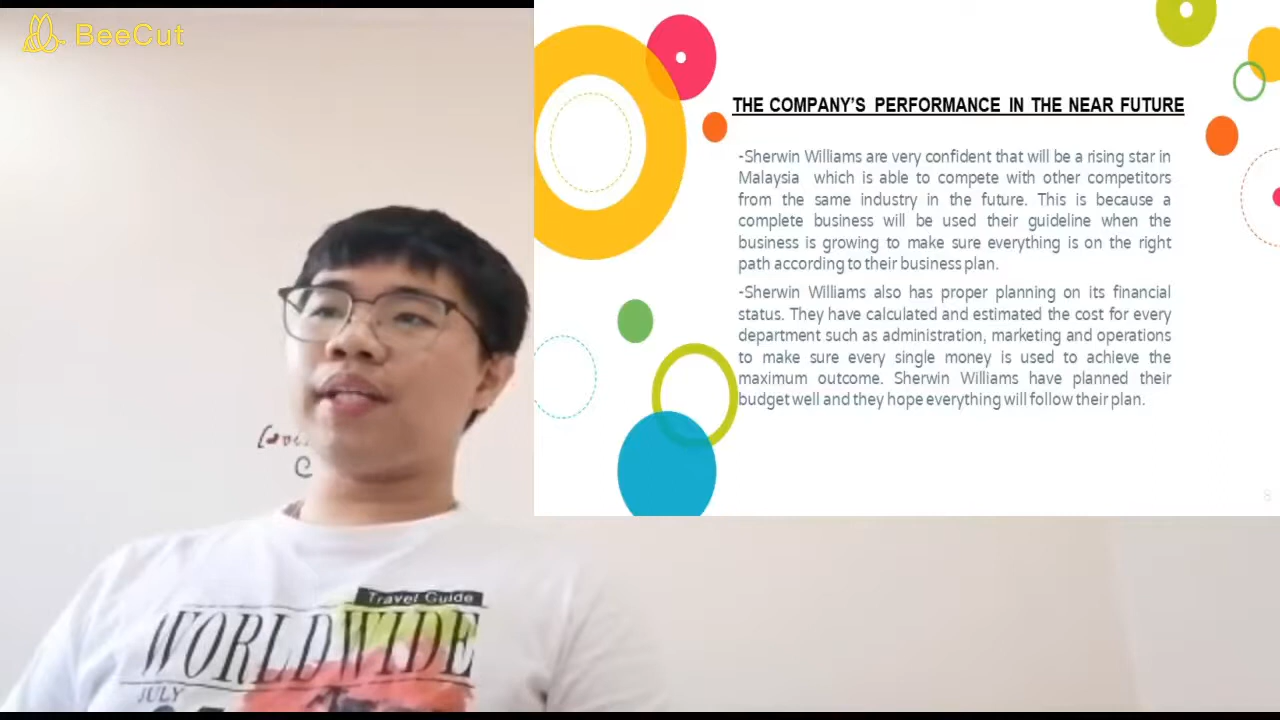 BeeCut
THE COMPANY'S PERFORMANCE IN THE NEAR FUTURE
-Sherwin Williams are very confident that will be a rising star in
Malaysia which is able to compete with other competitors
from the same industry in the future. This is because a
complete business will be used their guideline when the
business is growing to make sure everything is on the right
path according to their business plan.
-Sherwin Williams also has proper planning on its financial
status. They have calculated and estimated the cost for every
department such as administration, marketing and operations
to make sure every single money is used to achieve the
maximum outcome. Sherwin Williams have planned their
budget well and they hope everything will follow their plan.
8
Travel Guide
WORLDWIDE
JULY